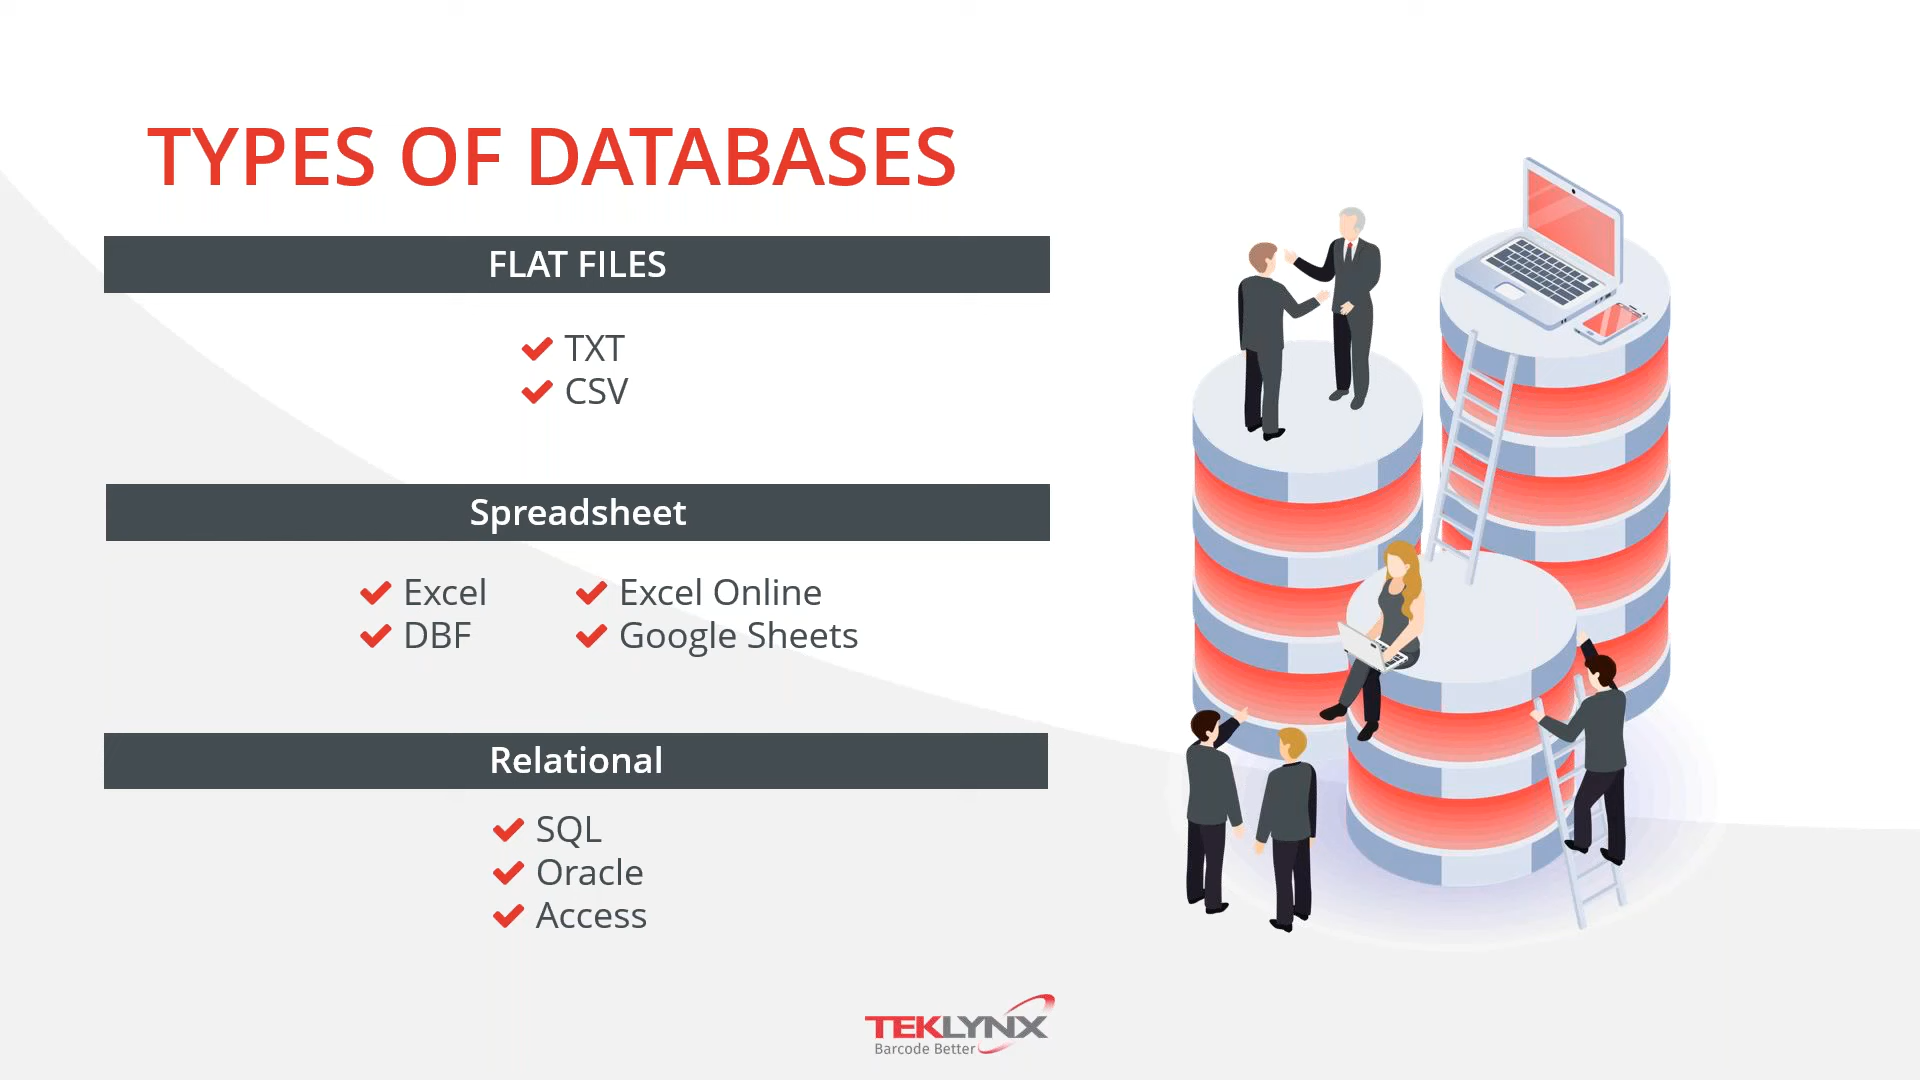 TYPES OF DATABASES
FLAT FILES
TXT
CSV
Spreadsheet
Excel
DBF
Excel Online
Google Sheets
Relational
SQL
Oracle
Access
TEKLYNX
Barcode Better